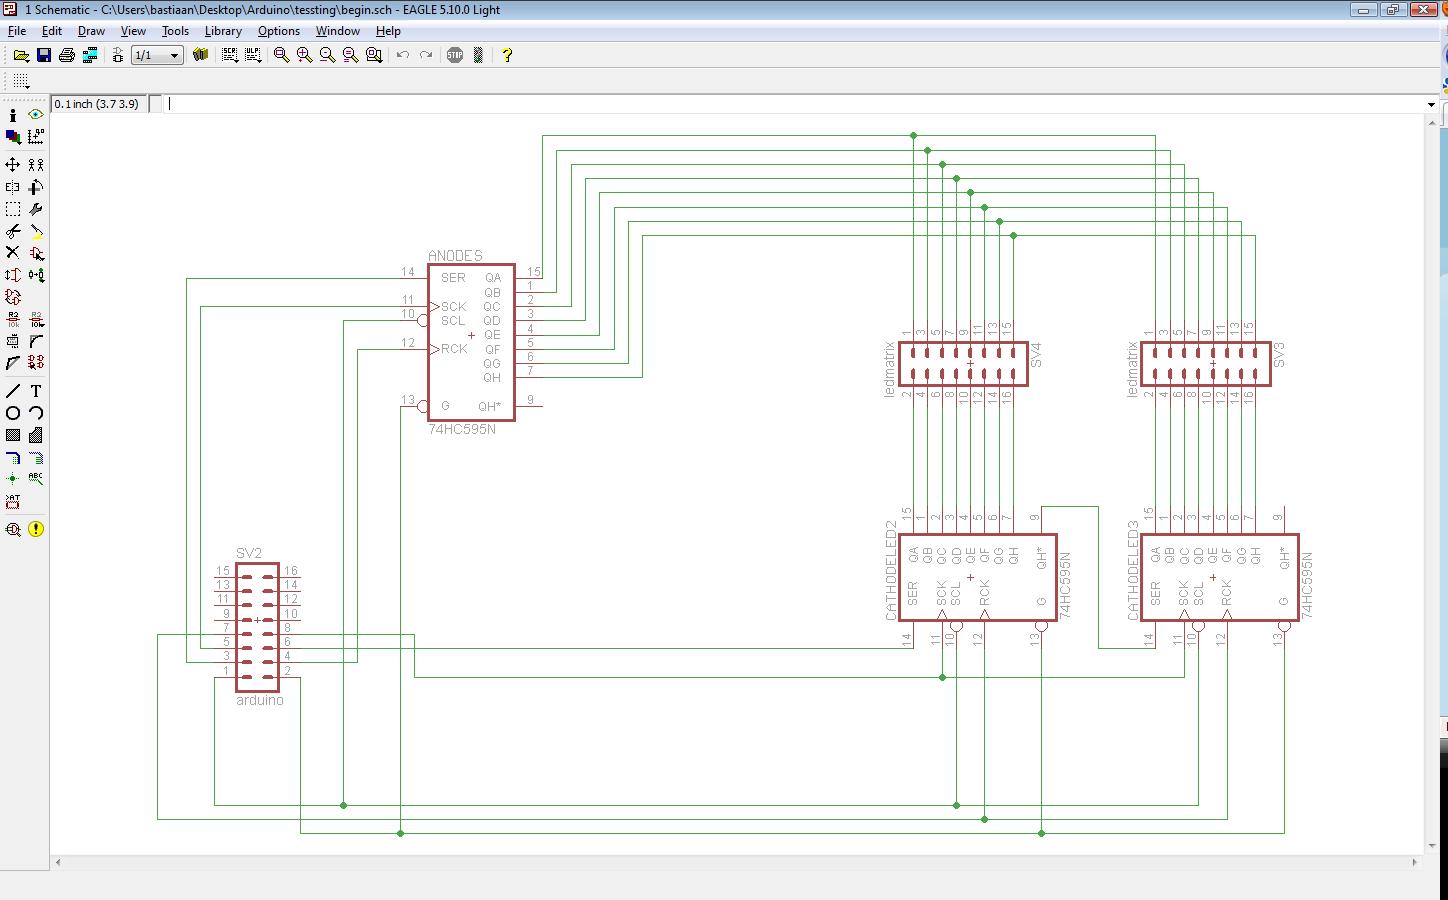 1 Schematic - C:\Users\bastiaan\Desktop\Arduino\tessting\begin.sch - EAGLE 5.10.0 Light
File Edit Draw View Tools Library Options Window Help
1/1 SCR ULP STOP ?
0.1 inch (3.7 3.9)
R2 R2
10k 10k
T
ABC
>AT
ANODES
14 SER QA 15
QB 1
11 SCK QC 2
10 SCL QD 3
QE 4
12 RCK QF 5
QG 6
QH 7
13 G QH* 9
74HC595N
1 3 5 7 9 11 13 15
ledmatrix SV4
2 4 6 8 10 12 14 16
1 3 5 7 9 11 13 15
ledmatrix SV3
2 4 6 8 10 12 14 16
15 1 2 3 4 5 6 7 9
CATHODELED2
QA QB QC QD QE QF QG QH QH*
SER SCK SCL RCK G
74HC595N
14 11 10 12 13
15 1 2 3 4 5 6 7 9
CATHODELED3
QA QB QC QD QE QF QG QH QH*
SER SCK SCL RCK G
74HC595N
14 11 10 12 13
SV2
15 16
13 14
11 12
9 10
7 8
5 6
3 4
1 2
arduino